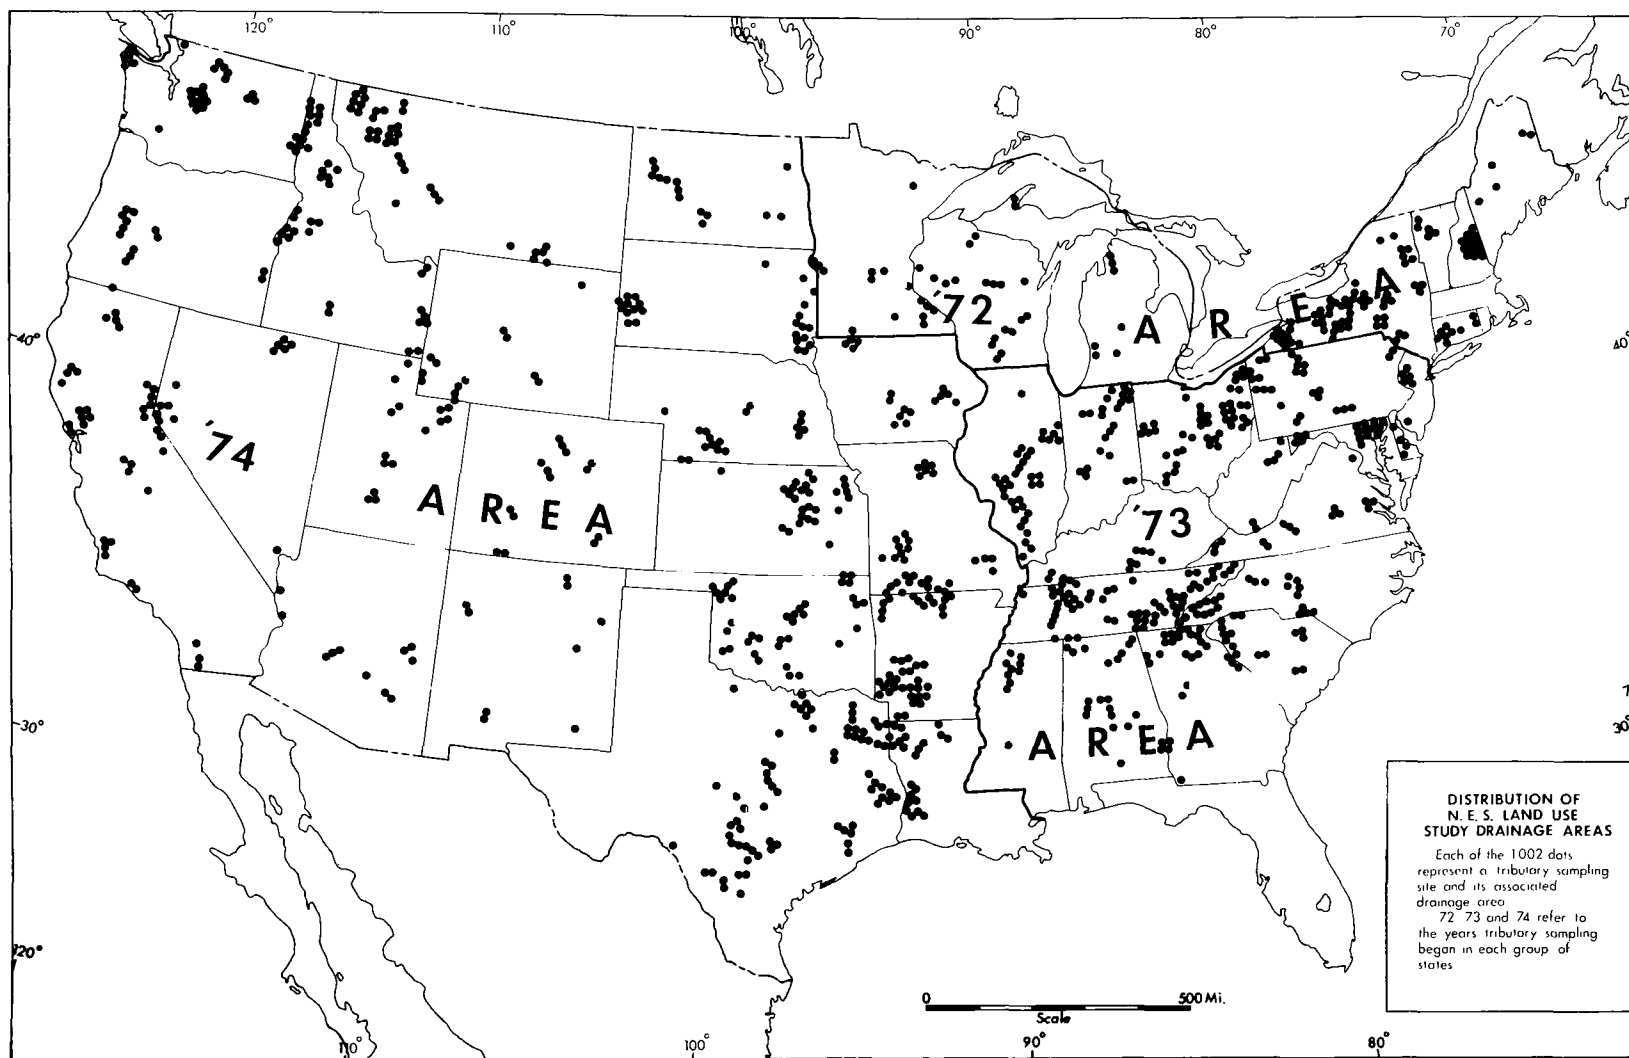 120°
110°
100°
90°
80°
70°
'72
A R E A
40°
40°
'74
A R E A
'73
A R E A
30°
30°
DISTRIBUTION OF
N. E. S. LAND USE
STUDY DRAINAGE AREAS
Each of the 1002 dots
represent a tributary sampling
site and its associated
drainage area
72 73 and 74 refer to
the years tributary sampling
began in each group of
states
120°
0 500 Mi.
Scale
110°
100°
90°
80°